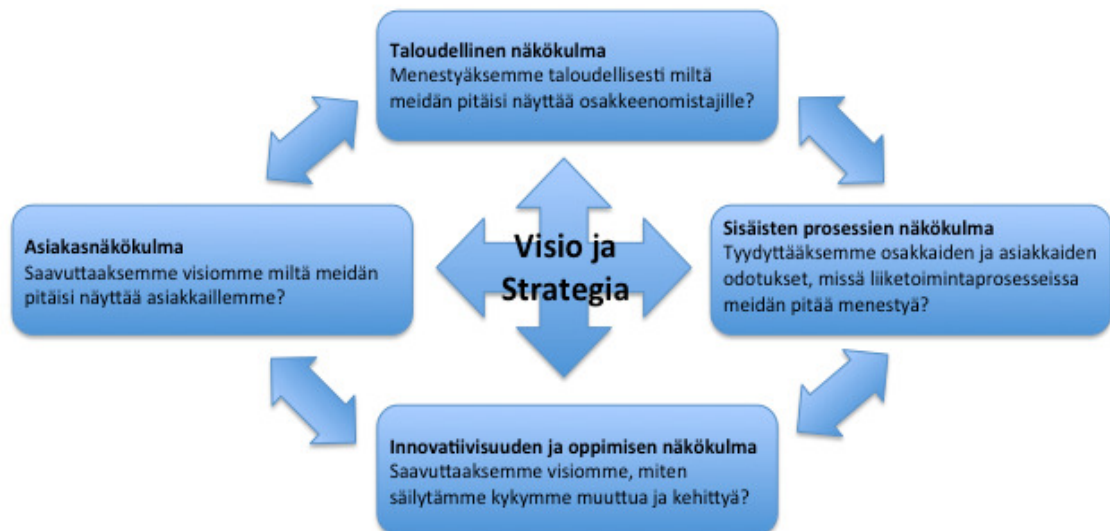 Taloudellinen näkökulma
Menestyäksemme taloudellisesti miltä
meidän pitäisi näyttää osakkeenomistajille?
Asiakasnäkökulma
Saavuttaaksemme visiomme miltä meidän
pitäisi näyttää asiakkaillemme?
Visio ja
Strategia
Sisäisten prosessien näkökulma
Tyydyttääksemme osakkaiden ja asiakkaiden
odotukset, missä liiketoimintaprosesseissa
meidän pitää menestyä?
Innovatiivisuuden ja oppimisen näkökulma
Saavuttaaksemme visiomme, miten
säilytämme kykymme muuttua ja kehittyä?